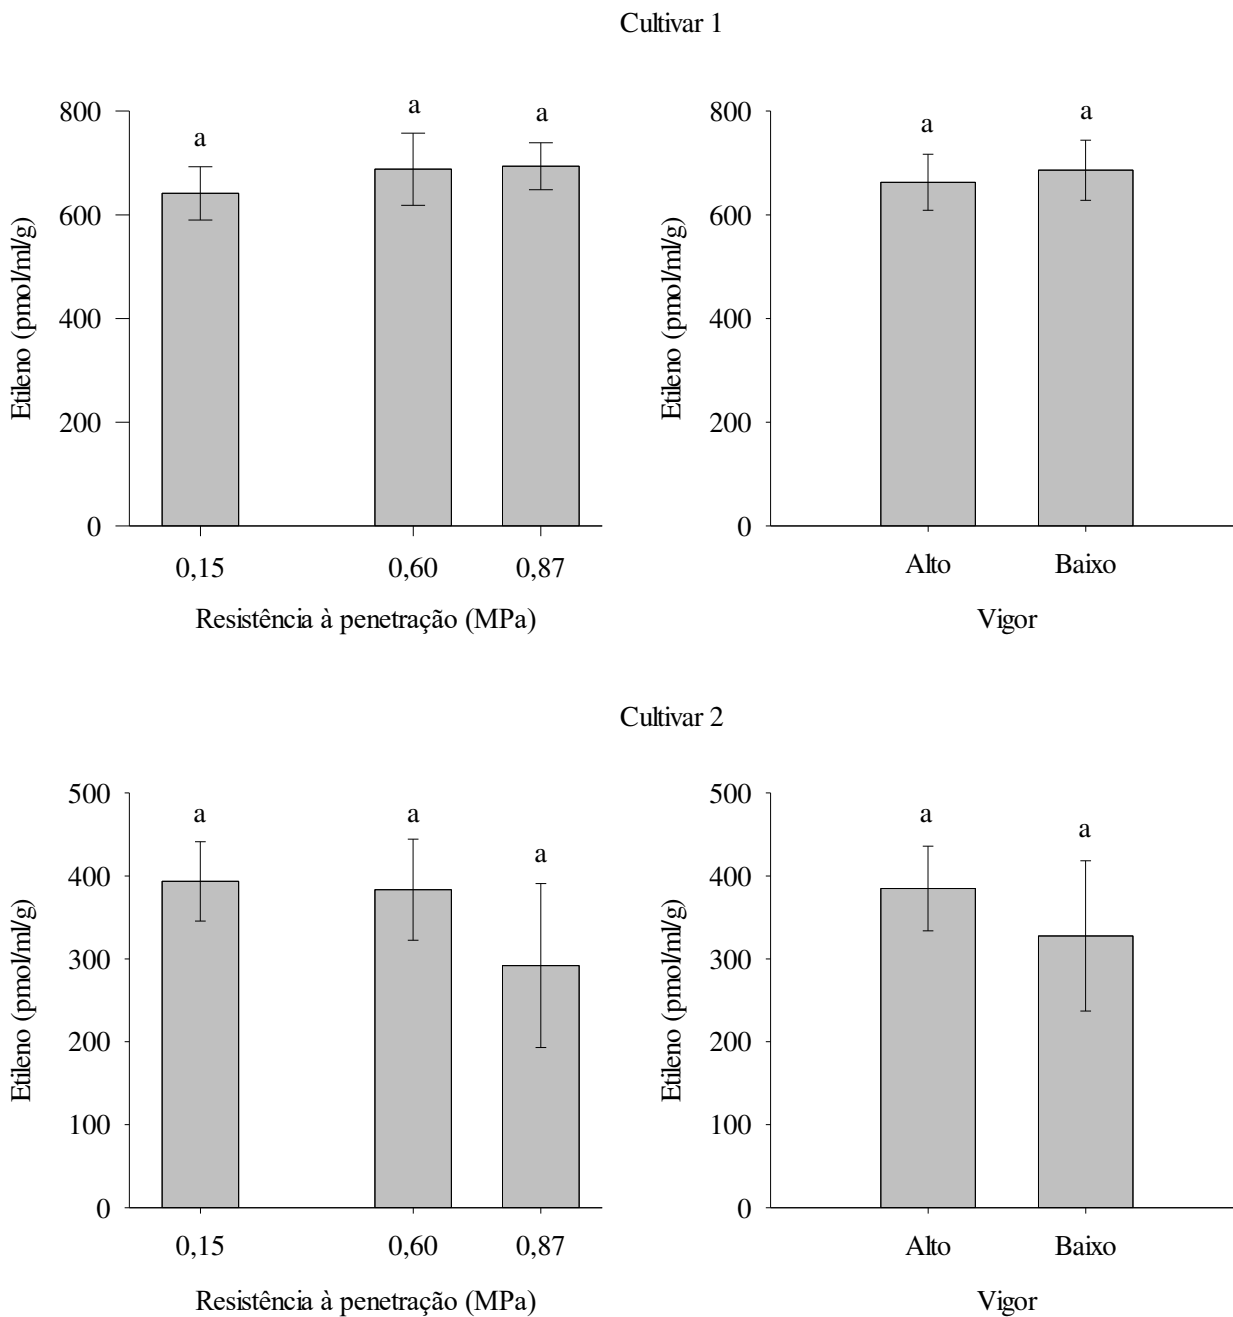 Cultivar 1
Etileno (pmol/ml/g)
800
600
400
200
0
a
a
a
0,15
0,60
0,87
Resistência à penetração (MPa)
Etileno (pmol/ml/g)
800
600
400
200
0
a
a
Alto
Baixo
Vigor
Cultivar 2
Etileno (pmol/ml/g)
500
400
300
200
100
0
a
a
a
0,15
0,60
0,87
Resistência à penetração (MPa)
Etileno (pmol/ml/g)
500
400
300
200
100
0
a
a
Alto
Baixo
Vigor